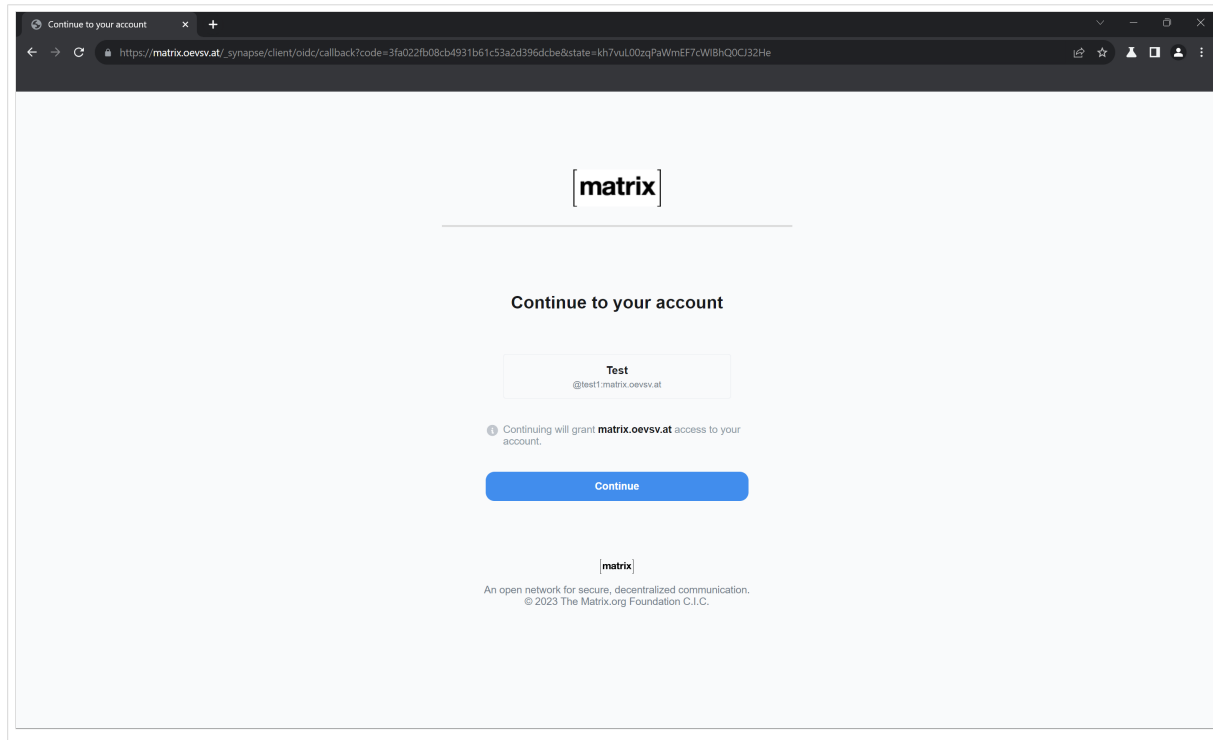 Continue to your account
https://matrix.oevsv.at/_synapse/client/oidc/callback?code=3fa022fb08cb4931b61c53a2d396dcbe&state=kh7vuL00zqPaWmEF7cWIBhQ0CJ32He
[matrix]
Continue to your account
Test
@test1:matrix.oevsv.at
Continuing will grant matrix.oevsv.at access to your
account.
Continue
[matrix]
An open network for secure, decentralized communication.
© 2023 The Matrix.org Foundation C.I.C.